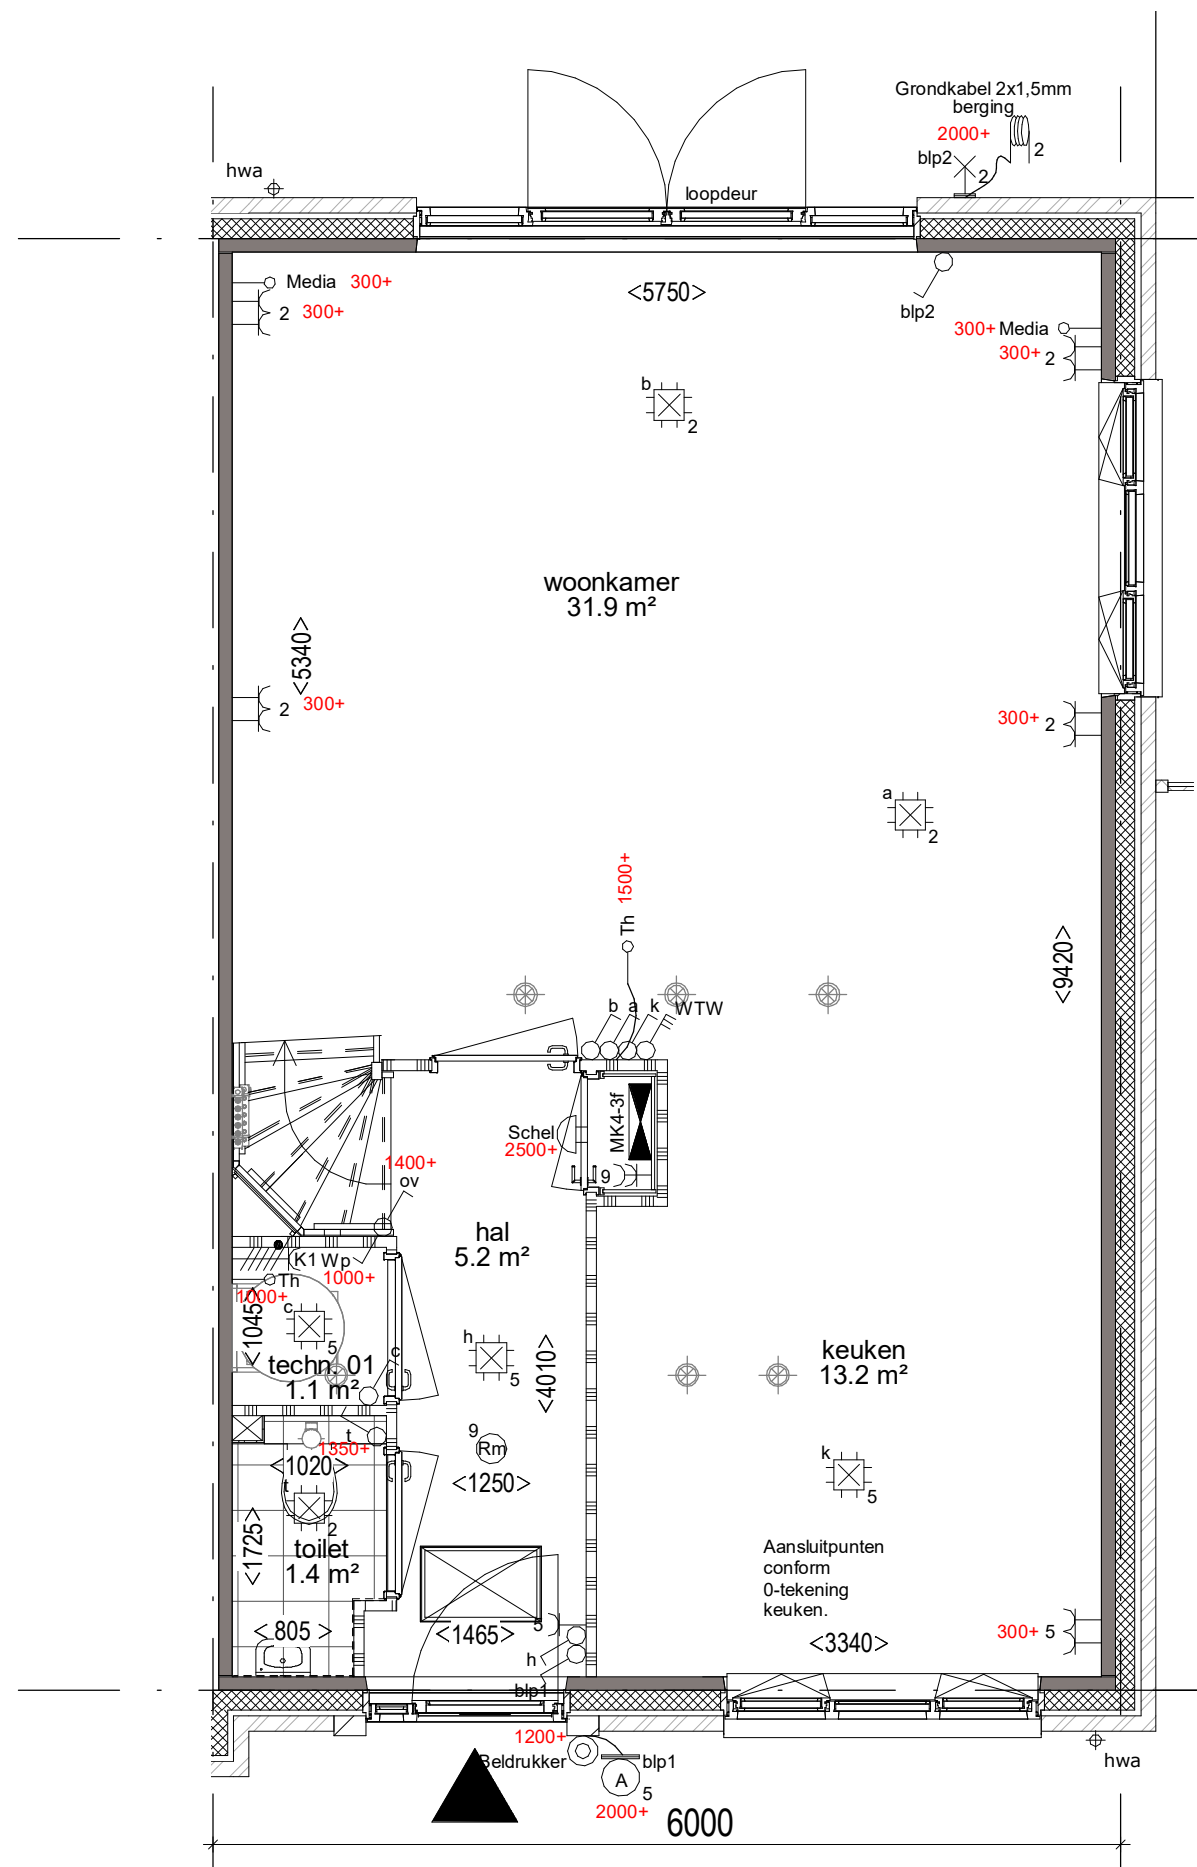 Grondkabel 2x1,5mm
berging
2000+
2
blp2
2
hwa
loopdeur
Media 300+
2 300+
<5750>
blp2
300+ Media
300+ 2
b
2
woonkamer
31.9 m²
<5340>
2 300+
300+ 2
a
2
1500+
Th
<9420>
b a k WTW
MK4-3f
Schel
2500+
9
1400+
ov
hal
5.2 m²
K1 Wp
1000+
Th
1000+
c
5
<1045>
techn. 01
1.1 m²
c
h
5
<4010>
keuken
13.2 m²
t
1350+
9
Rm
<1020>
<1250>
k
5
t
2
<1725>
toilet
1.4 m²
Aansluitpunten
conform
0-tekening
keuken.
<805 >
<1465>
5
h
blp1
<3340>
300+ 5
1200+
Beldrukker
blp1
A
5
2000+
hwa
6000